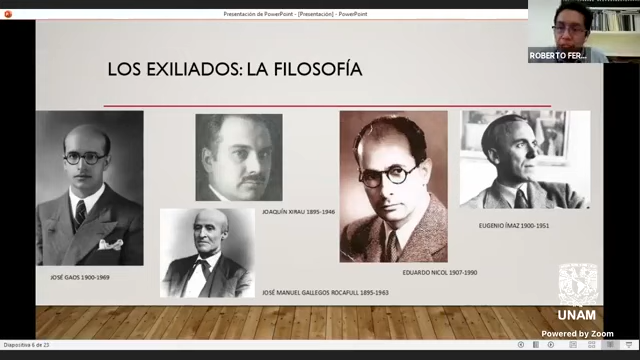 Presentación de PowerPoint - [Presentación] - PowerPoint
ROBERTO FER...
LOS EXILIADOS: LA FILOSOFÍA
JOAQUÍN XIRAU 1895-1946
EUGENIO ÍMAZ 1900-1951
EDUARDO NICOL 1907-1990
JOSÉ GAOS 1900-1969
JOSÉ MANUEL GALLEGOS ROCAFULL 1895-1963
UNAM
Powered by Zoom
Diapositiva 6 de 23